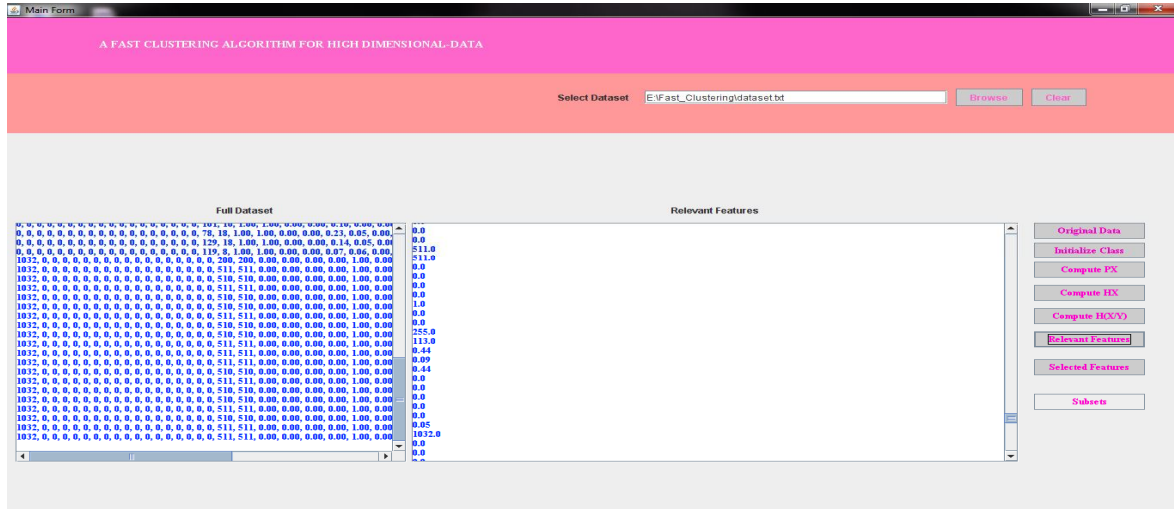 Main Form
A FAST CLUSTERING ALGORITHM FOR HIGH DIMENSIONAL-DATA
Select Dataset E:\Fast_Clustering\dataset.txt Browse Clear
Full Dataset
0, 0, 0, 0, 0, 0, 0, 0, 0, 0, 0, 0, 0, 0, 0, 0, 0, 0, 78, 18, 1.00, 1.00, 0.00, 0.00, 0.23, 0.05, 0.00,
0, 0, 0, 0, 0, 0, 0, 0, 0, 0, 0, 0, 0, 0, 0, 0, 0, 0, 129, 18, 1.00, 1.00, 0.00, 0.00, 0.14, 0.05, 0.00
0, 0, 0, 0, 0, 0, 0, 0, 0, 0, 0, 0, 0, 0, 0, 0, 0, 0, 119, 8, 1.00, 1.00, 0.00, 0.00, 0.07, 0.06, 0.00,
1032, 0, 0, 0, 0, 0, 0, 0, 0, 0, 0, 0, 0, 0, 0, 0, 0, 0, 200, 200, 0.00, 0.00, 0.00, 0.00, 1.00, 0.00
1032, 0, 0, 0, 0, 0, 0, 0, 0, 0, 0, 0, 0, 0, 0, 0, 0, 0, 511, 511, 0.00, 0.00, 0.00, 0.00, 1.00, 0.00
1032, 0, 0, 0, 0, 0, 0, 0, 0, 0, 0, 0, 0, 0, 0, 0, 0, 0, 510, 510, 0.00, 0.00, 0.00, 0.00, 1.00, 0.00
1032, 0, 0, 0, 0, 0, 0, 0, 0, 0, 0, 0, 0, 0, 0, 0, 0, 0, 511, 511, 0.00, 0.00, 0.00, 0.00, 1.00, 0.00
1032, 0, 0, 0, 0, 0, 0, 0, 0, 0, 0, 0, 0, 0, 0, 0, 0, 0, 510, 510, 0.00, 0.00, 0.00, 0.00, 1.00, 0.00
1032, 0, 0, 0, 0, 0, 0, 0, 0, 0, 0, 0, 0, 0, 0, 0, 0, 0, 510, 510, 0.00, 0.00, 0.00, 0.00, 1.00, 0.00
1032, 0, 0, 0, 0, 0, 0, 0, 0, 0, 0, 0, 0, 0, 0, 0, 0, 0, 511, 511, 0.00, 0.00, 0.00, 0.00, 1.00, 0.00
1032, 0, 0, 0, 0, 0, 0, 0, 0, 0, 0, 0, 0, 0, 0, 0, 0, 0, 510, 510, 0.00, 0.00, 0.00, 0.00, 1.00, 0.00
1032, 0, 0, 0, 0, 0, 0, 0, 0, 0, 0, 0, 0, 0, 0, 0, 0, 0, 511, 511, 0.00, 0.00, 0.00, 0.00, 1.00, 0.00
1032, 0, 0, 0, 0, 0, 0, 0, 0, 0, 0, 0, 0, 0, 0, 0, 0, 0, 511, 511, 0.00, 0.00, 0.00, 0.00, 1.00, 0.00
1032, 0, 0, 0, 0, 0, 0, 0, 0, 0, 0, 0, 0, 0, 0, 0, 0, 0, 511, 511, 0.00, 0.00, 0.00, 0.00, 1.00, 0.00
1032, 0, 0, 0, 0, 0, 0, 0, 0, 0, 0, 0, 0, 0, 0, 0, 0, 0, 510, 510, 0.00, 0.00, 0.00, 0.00, 1.00, 0.00
1032, 0, 0, 0, 0, 0, 0, 0, 0, 0, 0, 0, 0, 0, 0, 0, 0, 0, 511, 511, 0.00, 0.00, 0.00, 0.00, 1.00, 0.00
1032, 0, 0, 0, 0, 0, 0, 0, 0, 0, 0, 0, 0, 0, 0, 0, 0, 0, 510, 510, 0.00, 0.00, 0.00, 0.00, 1.00, 0.00
1032, 0, 0, 0, 0, 0, 0, 0, 0, 0, 0, 0, 0, 0, 0, 0, 0, 0, 510, 510, 0.00, 0.00, 0.00, 0.00, 1.00, 0.00
1032, 0, 0, 0, 0, 0, 0, 0, 0, 0, 0, 0, 0, 0, 0, 0, 0, 0, 511, 511, 0.00, 0.00, 0.00, 0.00, 1.00, 0.00
1032, 0, 0, 0, 0, 0, 0, 0, 0, 0, 0, 0, 0, 0, 0, 0, 0, 0, 510, 510, 0.00, 0.00, 0.00, 0.00, 1.00, 0.00
1032, 0, 0, 0, 0, 0, 0, 0, 0, 0, 0, 0, 0, 0, 0, 0, 0, 0, 511, 511, 0.00, 0.00, 0.00, 0.00, 1.00, 0.00
1032, 0, 0, 0, 0, 0, 0, 0, 0, 0, 0, 0, 0, 0, 0, 0, 0, 0, 511, 511, 0.00, 0.00, 0.00, 0.00, 1.00, 0.00
Relevant Features
0.0
0.0
511.0
511.0
0.0
0.0
0.0
0.0
1.0
0.0
0.0
255.0
113.0
0.44
0.09
0.44
0.0
0.0
0.0
0.0
0.0
0.05
1032.0
0.0
0.0
Original Data
Initialize Class
Compute PX
Compute HX
Compute H(X/Y)
Relevant Features
Selected Features
Subsets